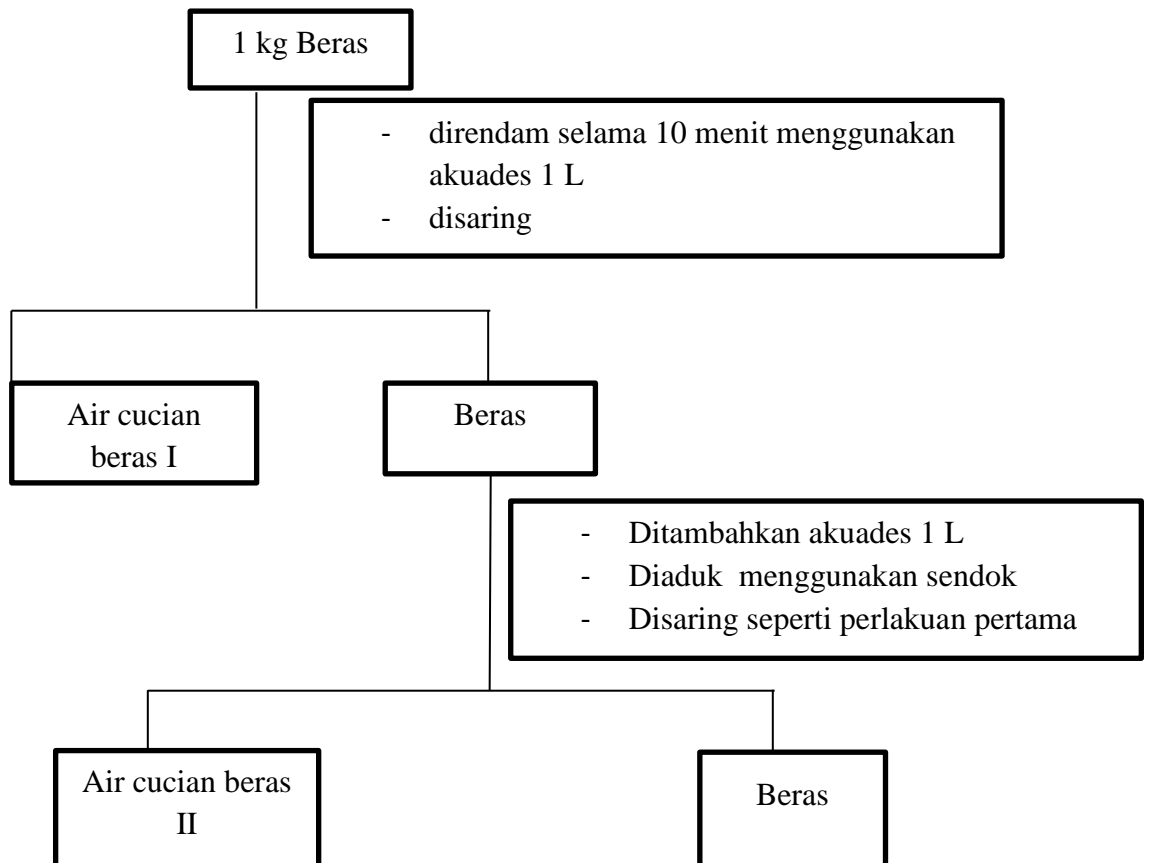 1 kg Beras
- direndam selama 10 menit menggunakan
akuades 1 L
- disaring
Air cucian
beras I
Beras
- Ditambahkan akuades 1 L
- Diaduk menggunakan sendok
- Disaring seperti perlakuan pertama
Air cucian beras
II
Beras